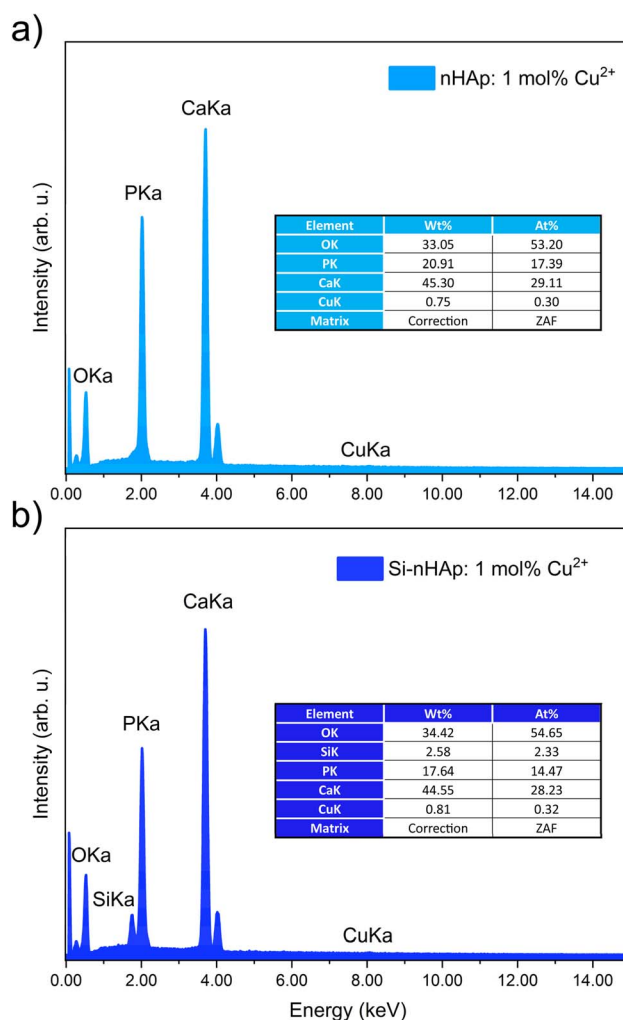 a)
nHAp: 1 mol% Cu²⁺
CaKa
PKa
OKa
CuKa
Intensity (arb. u.)
Element Wt% At%
OK 33.05 53.20
PK 20.91 17.39
CaK 45.30 29.11
CuK 0.75 0.30
Matrix Correction ZAF
0.00 2.00 4.00 6.00 8.00 10.00 12.00 14.00
b)
Si-nHAp: 1 mol% Cu²⁺
CaKa
PKa
OKa
SiKa
CuKa
Intensity (arb. u.)
Element Wt% At%
OK 34.42 54.65
SiK 2.58 2.33
PK 17.64 14.47
CaK 44.55 28.23
CuK 0.81 0.32
Matrix Correction ZAF
0.00 2.00 4.00 6.00 8.00 10.00 12.00 14.00
Energy (keV)